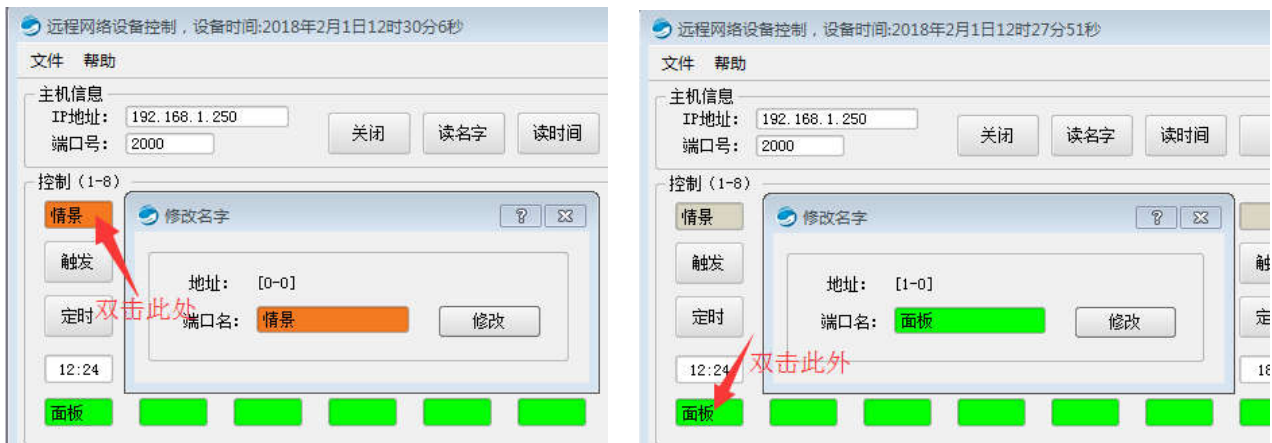 远程网络设备控制，设备时间:2018年2月1日12时30分6秒
文件 帮助
主机信息
IP地址： 192.168.1.250
端口号： 2000
关闭 读名字 读时间
控制（1-8）
情景
修改名字
触发
地址： [0-0]
双击此处
定时
端口名： 情景 修改
12:24
面板
远程网络设备控制，设备时间:2018年2月1日12时27分51秒
文件 帮助
主机信息
IP地址： 192.168.1.250
端口号： 2000
关闭 读名字 读时间
控制（1-8）
情景
修改名字
触发
地址： [1-0]
定时
端口名： 面板 修改
12:24
双击此外
18
面板